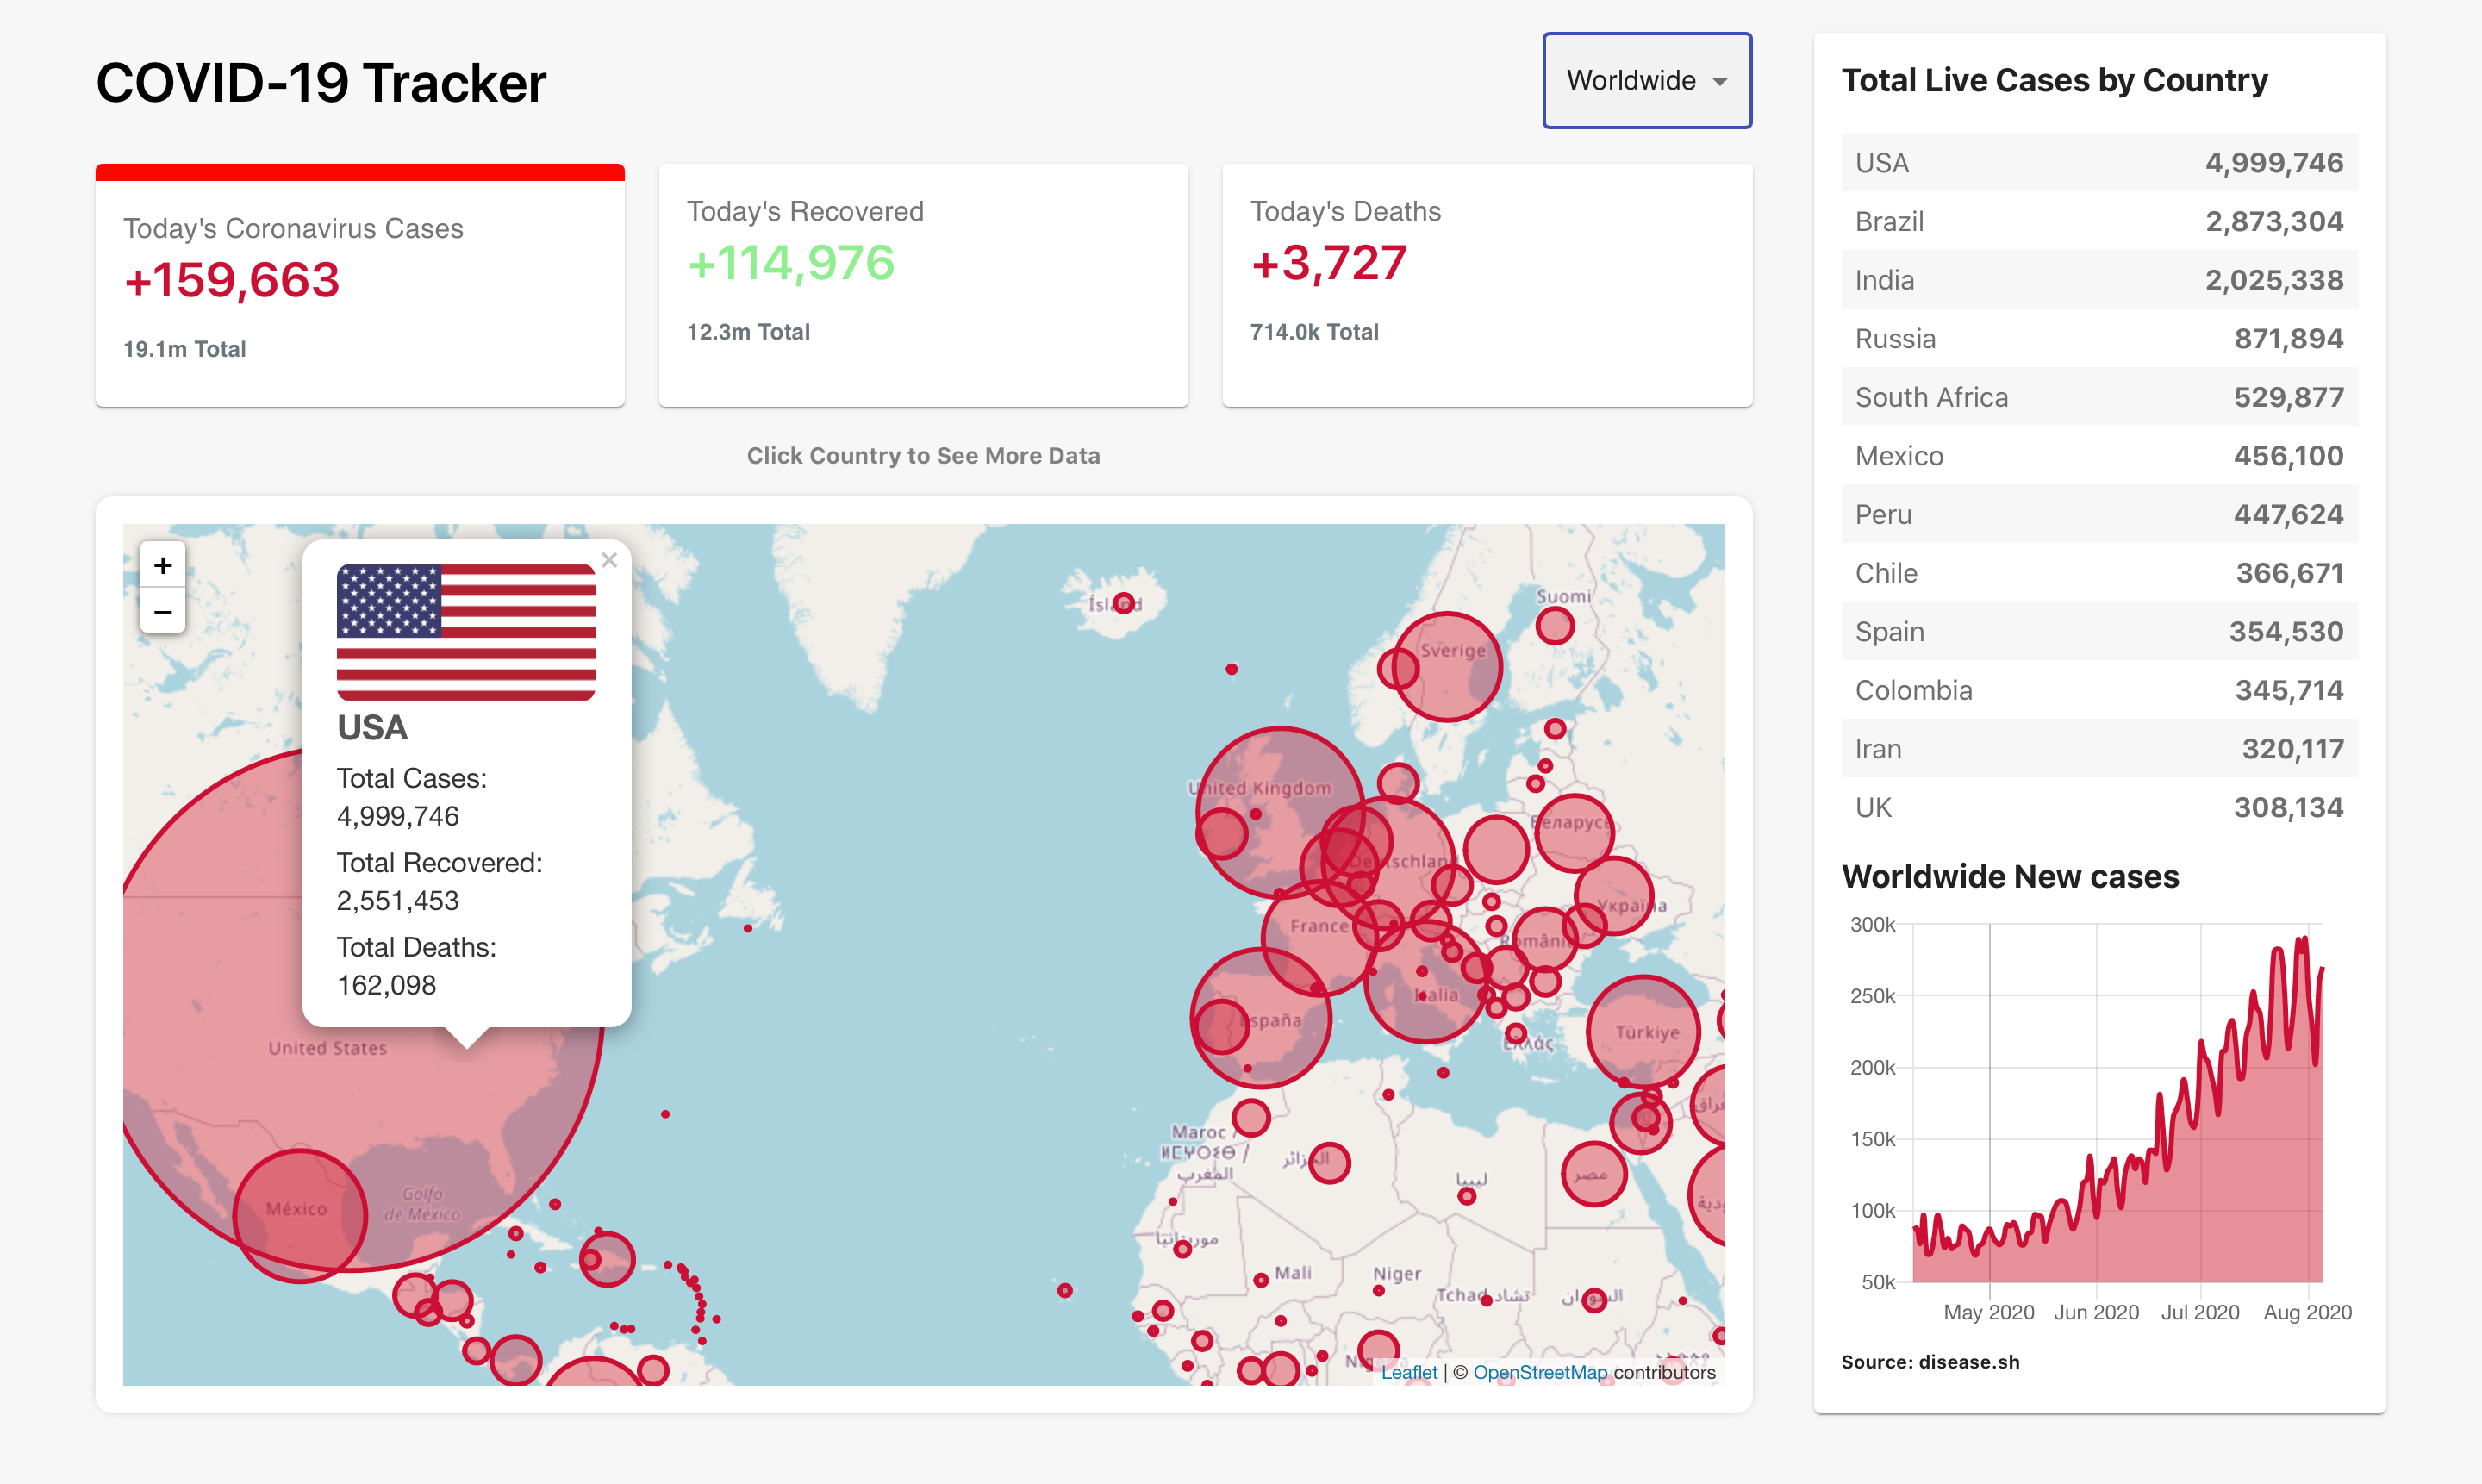 COVID-19 Tracker
Worldwide
Today's Coronavirus Cases
+159,663
19.1m Total
Today's Recovered
+114,976
12.3m Total
Today's Deaths
+3,727
714.0k Total
Click Country to See More Data
+
−
×
USA
Total Cases:
4,999,746
Total Recovered:
2,551,453
Total Deaths:
162,098
United States
México
Golfo
de México
Ísland
Suomi
Sverige
United Kingdom
Deutschland
Беларусь
Україна
France
România
Italia
España
Ελλάς
Türkiye
Maroc /
ⵍⵎⵖⵔⵉⴱ /
المغرب
الجزائر
ليبيا
مصر
موريتانيا
Mali
Niger
Tchad تشاد
السودان
Leaflet | © OpenStreetMap contributors
Total Live Cases by Country
USA 4,999,746
Brazil 2,873,304
India 2,025,338
Russia 871,894
South Africa 529,877
Mexico 456,100
Peru 447,624
Chile 366,671
Spain 354,530
Colombia 345,714
Iran 320,117
UK 308,134
Worldwide New cases
300k
250k
200k
150k
100k
50k
May 2020 Jun 2020 Jul 2020 Aug 2020
Source: disease.sh